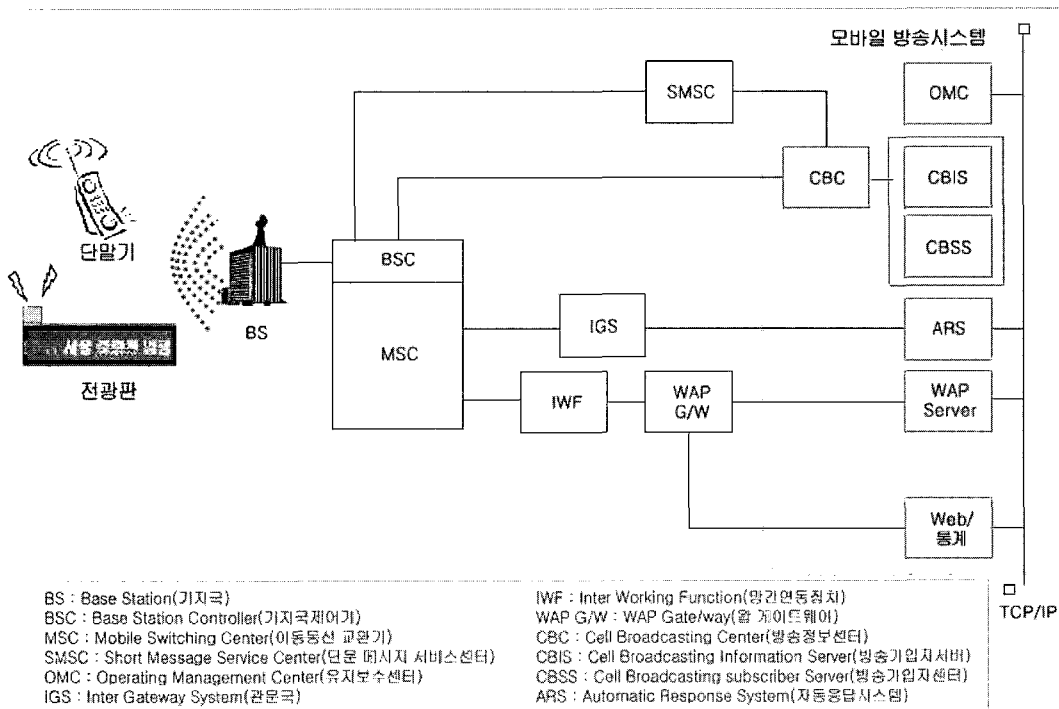 모바일 방송시스템
SMSC
OMC
CBC
CBIS
CBSS
단말기
BS
BSC
MSC
IGS
ARS
전광판
IWF
WAP
G/W
WAP
Server
Web/
통계
TCP/IP
BS : Base Station(기지국)
BSC : Base Station Controller(기지국제어기)
MSC : Mobile Switching Center(이동통신 교환기)
SMSC : Short Message Service Center(단문 메시지 서비스센터)
OMC : Operating Management Center(유지보수센터)
IGS : Inter Gateway System(관문국)
IWF : Inter Working Function(망간연동장치)
WAP G/W : WAP Gate/way(왑 게이트웨이)
CBC : Cell Broadcasting Center(방송정보센터)
CBIS : Cell Broadcasting Information Server(방송가입자서버)
CBSS : Cell Broadcasting subscriber Server(방송가입자센터)
ARS : Automatic Response System(자동응답시스템)